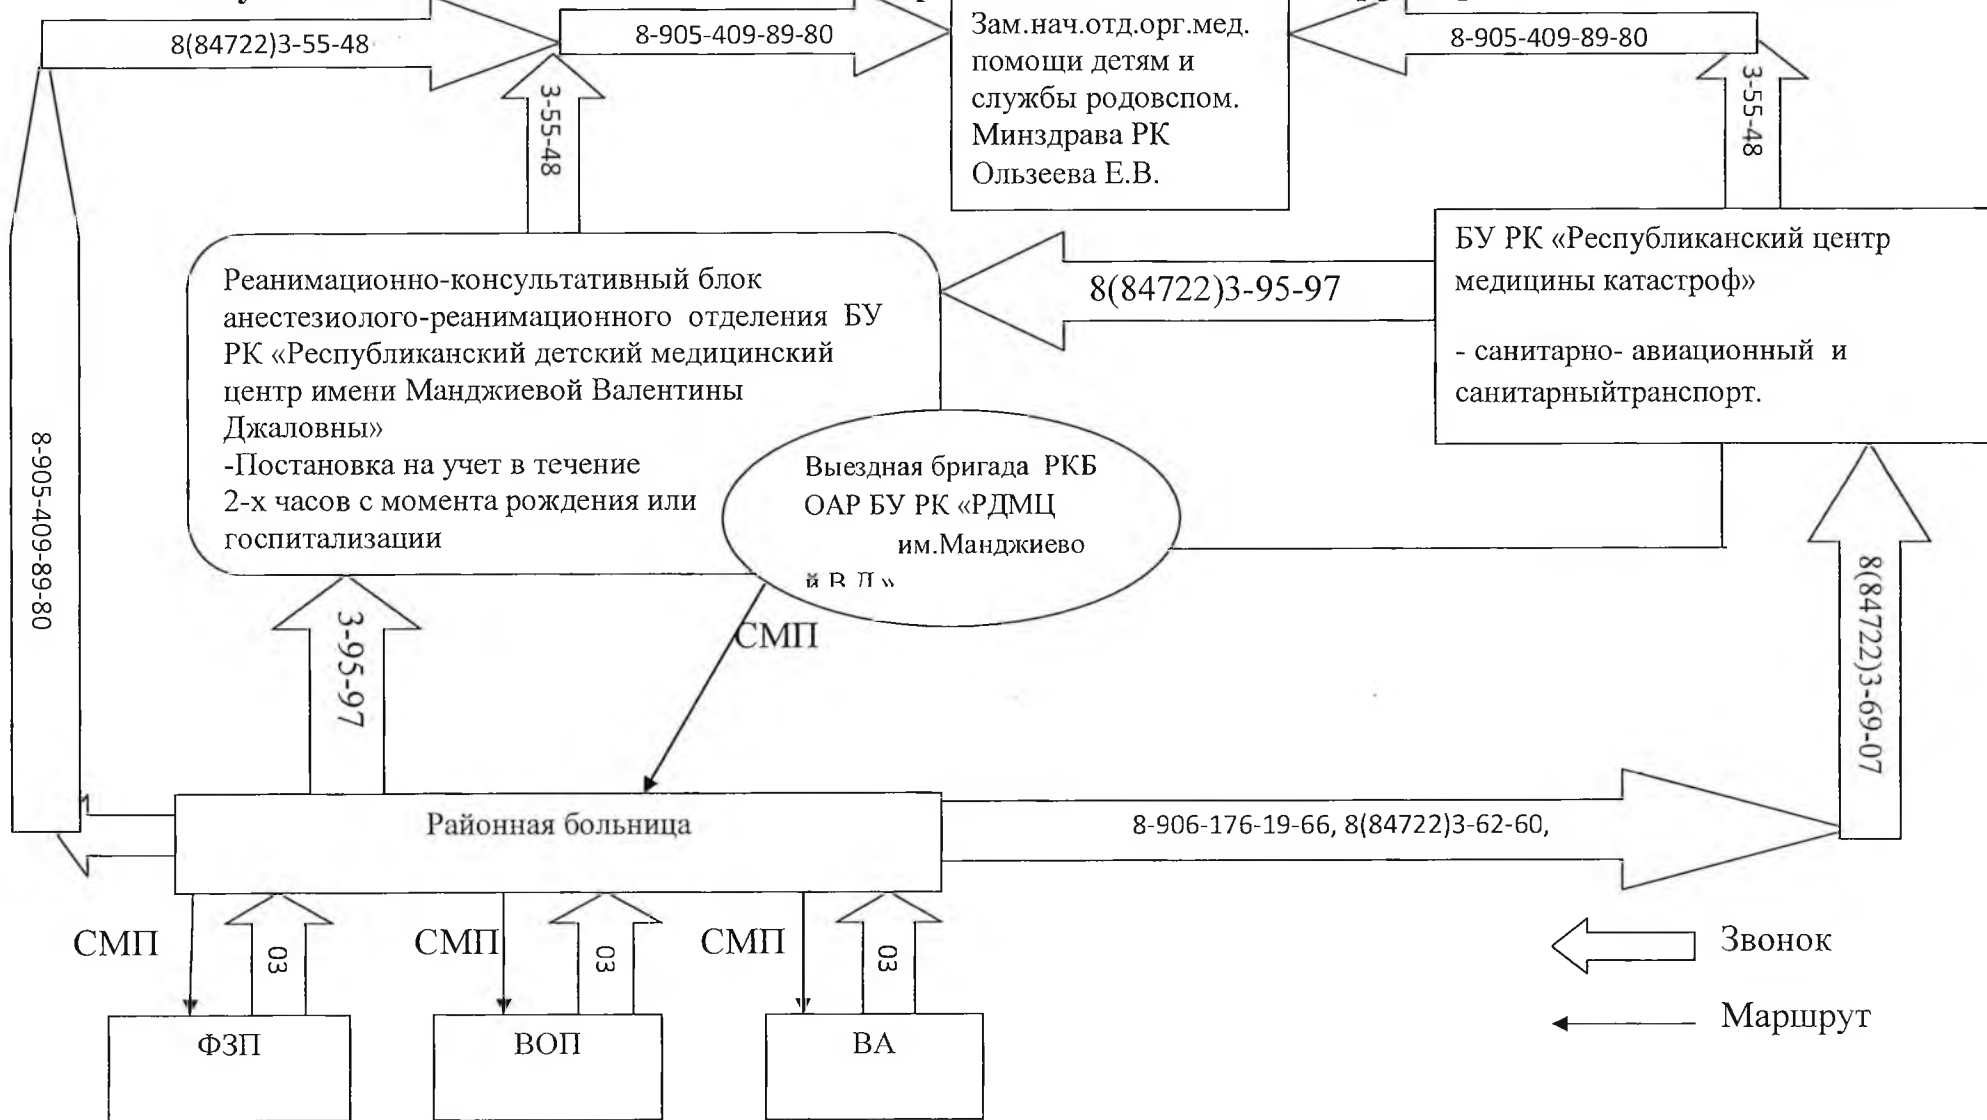 8(84722)3-55-48
8-905-409-89-80
Зам.нач.отд.орг.мед.
помощи детям и
службы родовспом.
Минздрава РК
Ользеева Е.В.
8-905-409-89-80
3-55-48
3-55-48
БУ РК «Республиканский центр
медицины катастроф»
- санитарно- авиационный и
санитарныйтранспорт.
8(84722)3-95-97
Реанимационно-консультативный блок
анестезиолого-реанимационного отделения БУ
РК «Республиканский детский медицинский
центр имени Манджиевой Валентины
Джаловны»
-Постановка на учет в течение
2-х часов с момента рождения или
госпитализации
Выездная бригада РКБ
ОАР БУ РК «РДМЦ
им.Манджиево
8-905-409-89-80
3-95-97
СМП
8(84722)3-69-07
Районная больница
8-906-176-19-66, 8(84722)3-62-60,
СМП
03
СМП
03
СМП
03
Звонок
Маршрут
ФЗП
ВОП
ВА